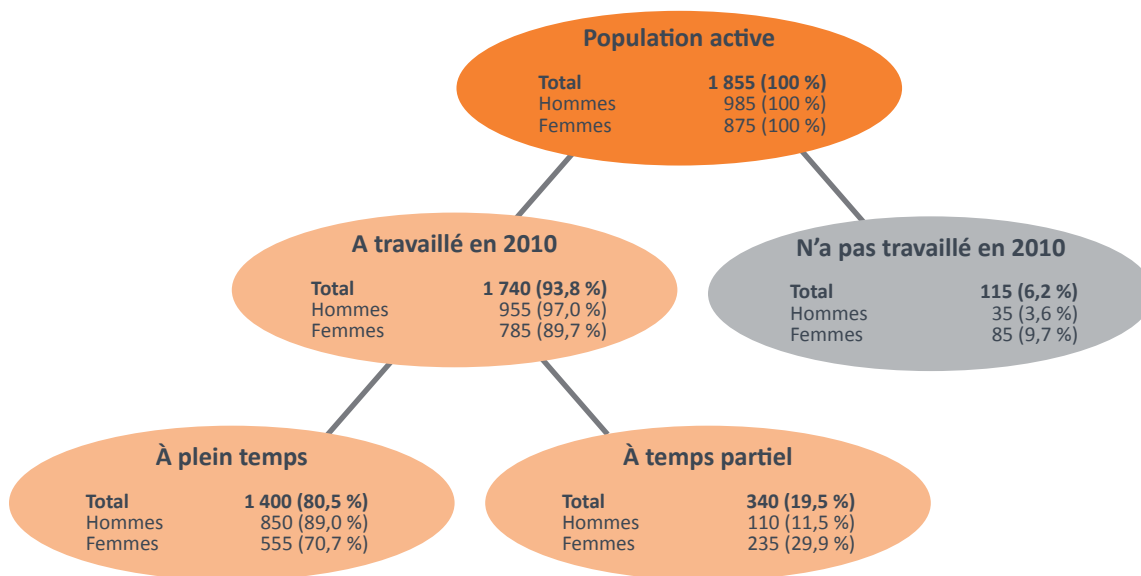 Population active
Total 1 855 (100 %)
Hommes 985 (100 %)
Femmes 875 (100 %)
A travaillé en 2010
Total 1 740 (93,8 %)
Hommes 955 (97,0 %)
Femmes 785 (89,7 %)
N'a pas travaillé en 2010
Total 115 (6,2 %)
Hommes 35 (3,6 %)
Femmes 85 (9,7 %)
À plein temps
Total 1 400 (80,5 %)
Hommes 850 (89,0 %)
Femmes 555 (70,7 %)
À temps partiel
Total 340 (19,5 %)
Hommes 110 (11,5 %)
Femmes 235 (29,9 %)